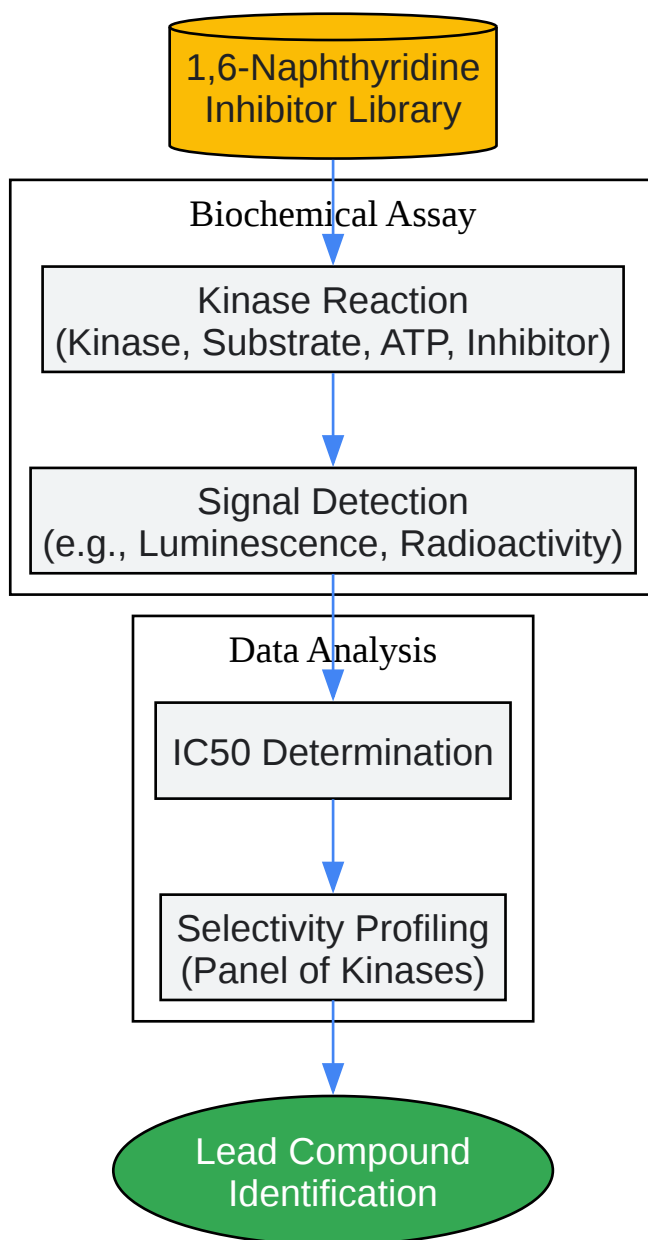 1,6-Naphthyridine
Inhibitor Library
Biochemical Assay
Kinase Reaction
(Kinase, Substrate, ATP, Inhibitor)
Signal Detection
(e.g., Luminescence, Radioactivity)
Data Analysis
IC50 Determination
Selectivity Profiling
(Panel of Kinases)
Lead Compound
Identification